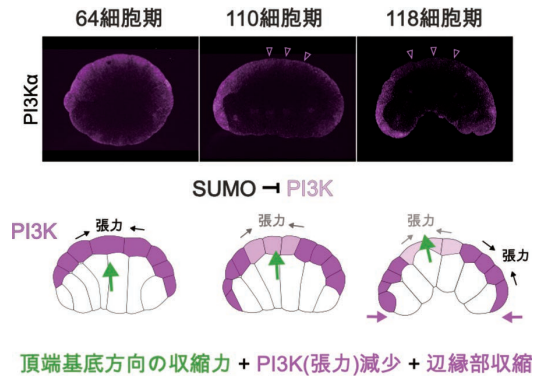 64細胞期 110細胞期 118細胞期
PI3Kα
SUMO ⊣ PI3K
PI3K
張力 張力 張力
張力
頂端基底方向の収縮力 + PI3K(張力)減少 + 辺縁部収縮